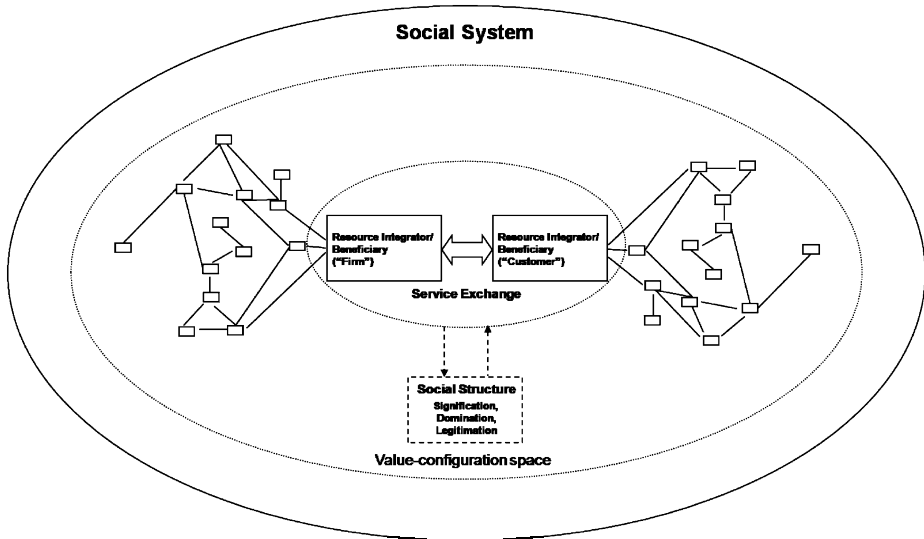 Social System
Resource Integrator/
Beneficiary
("Firm")
Resource Integrator/
Beneficiary
("Customer")
Service Exchange
Social Structure
Signification,
Domination,
Legitimation
Value-configuration space